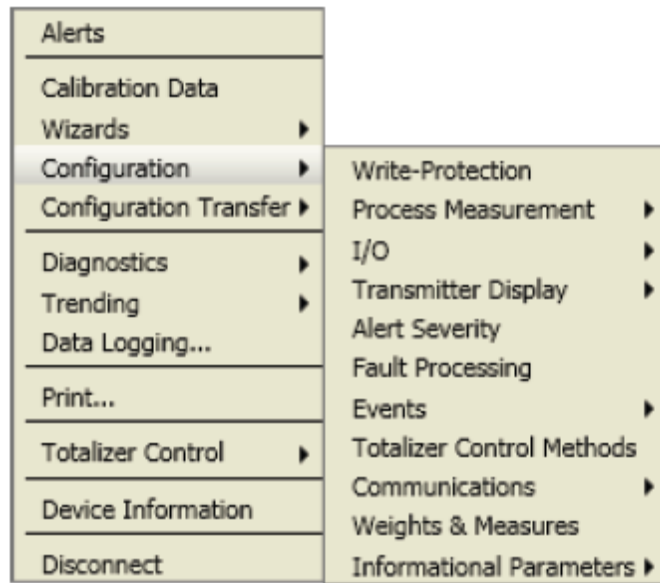 Alerts
Calibration Data
Wizards
Configuration
Configuration Transfer
Diagnostics
Trending
Data Logging...
Print...
Totalizer Control
Device Information
Disconnect
Write-Protection
Process Measurement
I/O
Transmitter Display
Alert Severity
Fault Processing
Events
Totalizer Control Methods
Communications
Weights & Measures
Informational Parameters